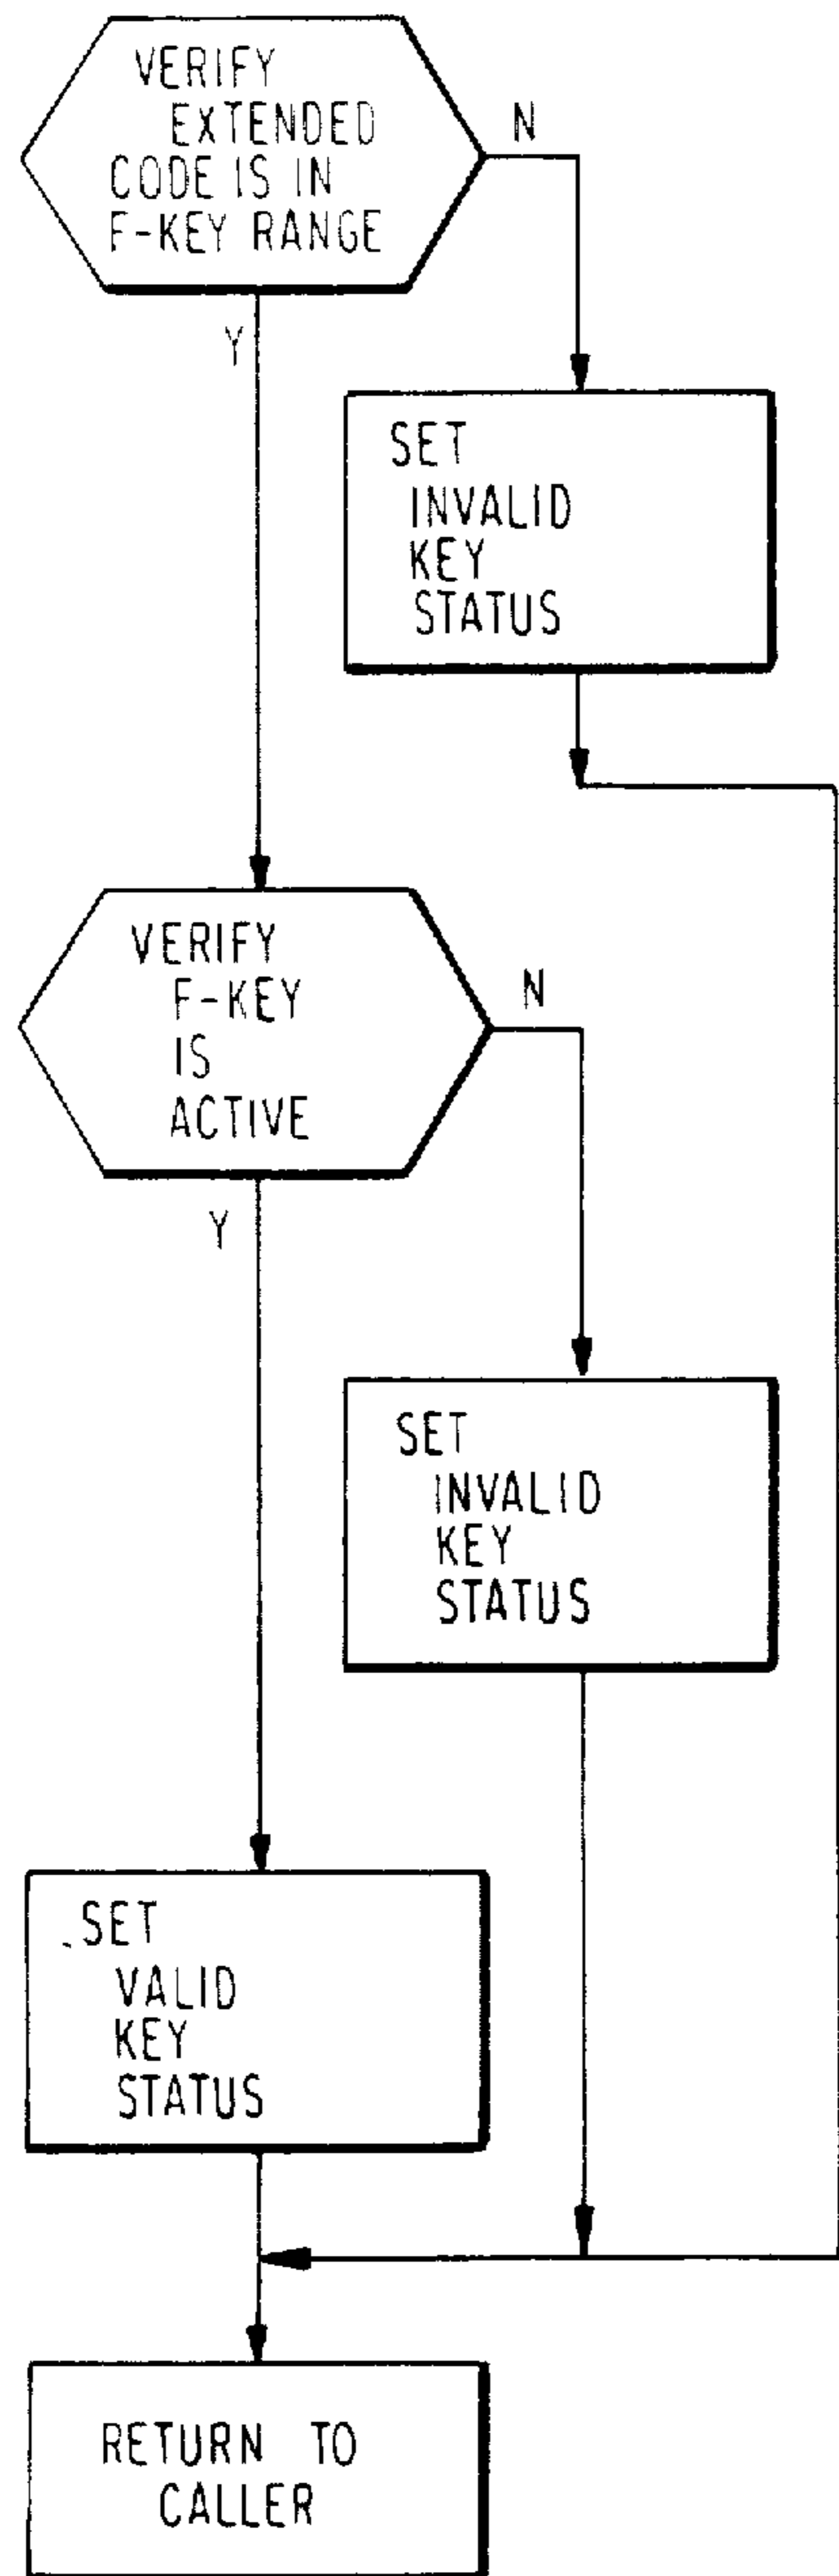 VERIFY
EXTENDED
CODE IS IN
F-KEY RANGE
N
Y
SET
INVALID
KEY
STATUS
VERIFY
F-KEY
IS
ACTIVE
N
Y
SET
INVALID
KEY
STATUS
SET
VALID
KEY
STATUS
RETURN TO
CALLER